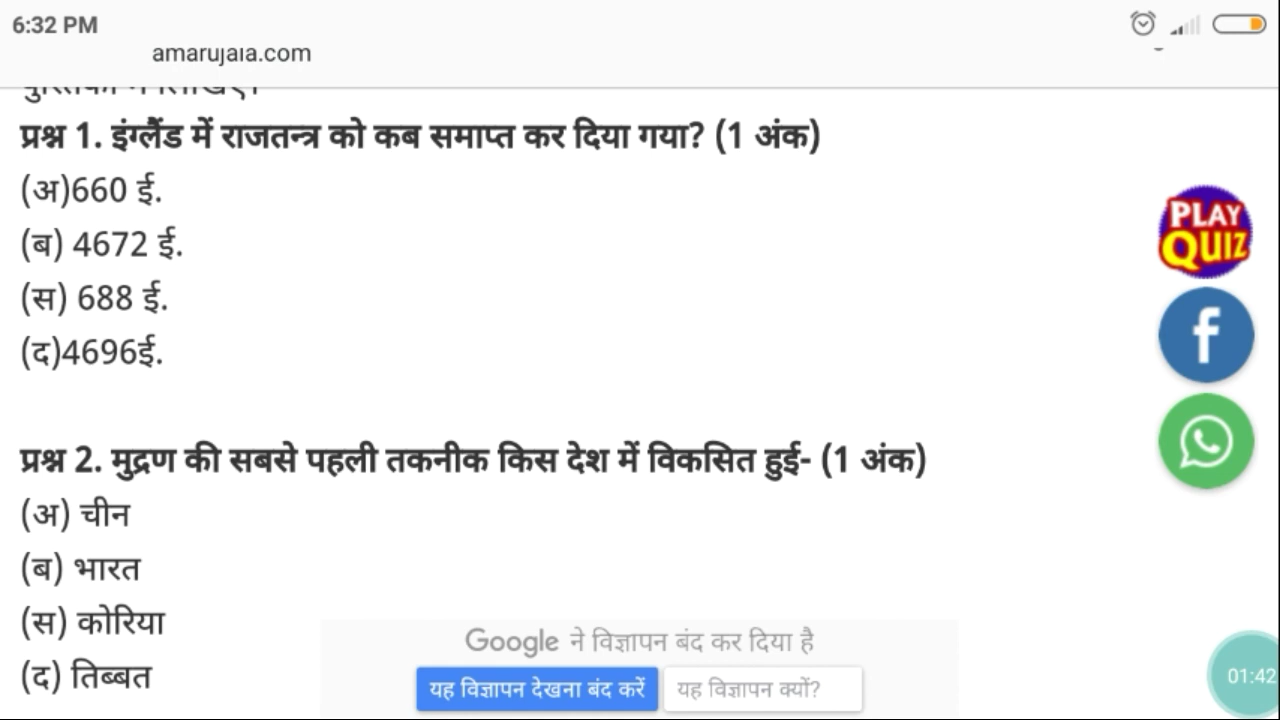 6:32 PM
amarujala.com
प्रश्न 1. इंग्लैंड में राजतन्त्र को कब समाप्त कर दिया गया? (1 अंक)
(अ)660 ई.
(ब) 4672 ई.
(स) 688 ई.
(द)4696ई.
प्रश्न 2. मुद्रण की सबसे पहली तकनीक किस देश में विकसित हुई- (1 अंक)
(अ) चीन
(ब) भारत
(स) कोरिया
(द) तिब्बत
PLAY
QUIZ
f
Google ने विज्ञापन बंद कर दिया है
यह विज्ञापन देखना बंद करें
यह विज्ञापन क्यों?
01:42